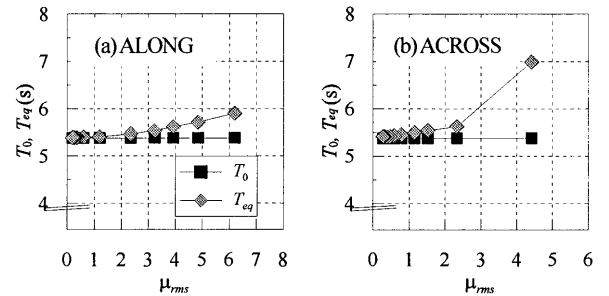 (a) ALONG
T0, Teq (s)
8
7
6
5
4
0 1 2 3 4 5 6 7 8
μrms
T0
Teq
(b) ACROSS
T0, Teq (s)
8
7
6
5
4
0 1 2 3 4 5 6
μrms